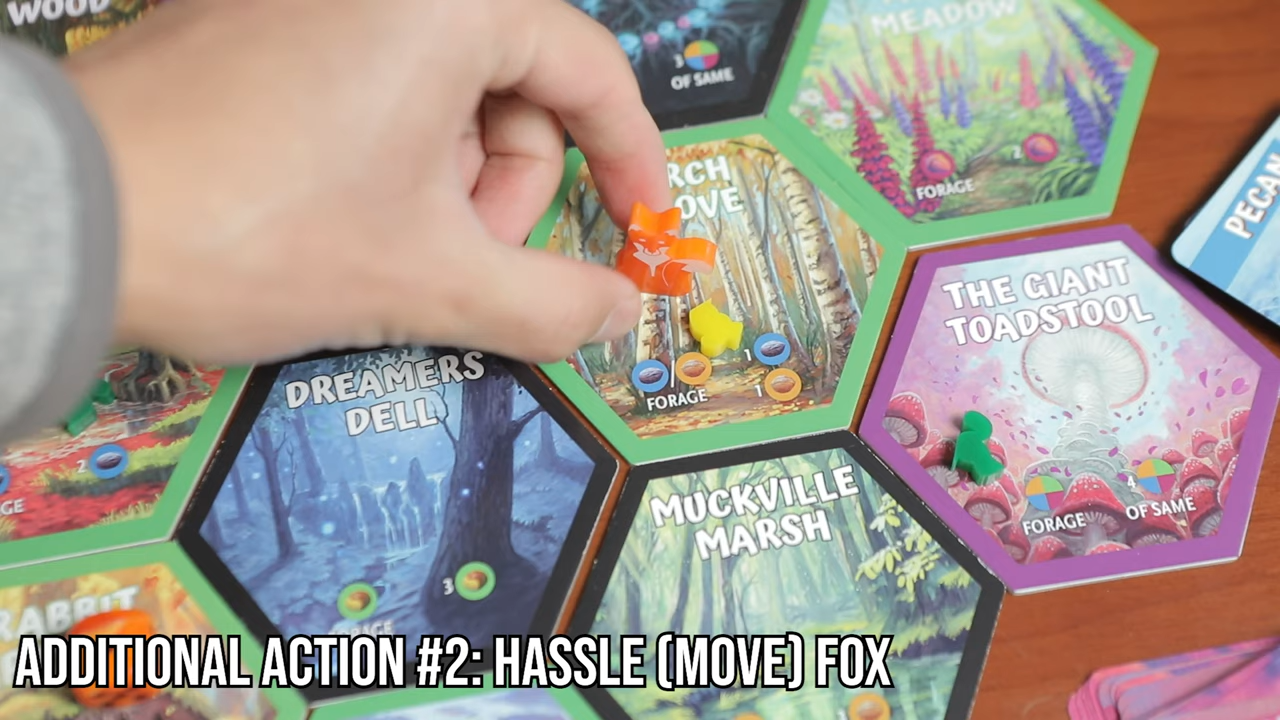 WOOD
3
OF SAME
MEADOW
FORAGE
2
RCH
OVE
1
FORAGE
1
PECAN
THE GIANT
TOADSTOOL
4
FORAGE
OF SAME
DREAMERS
DELL
2
3
MUCKVILLE
MARSH
RABBIT
ADDITIONAL ACTION #2: HASSLE (MOVE) FOX